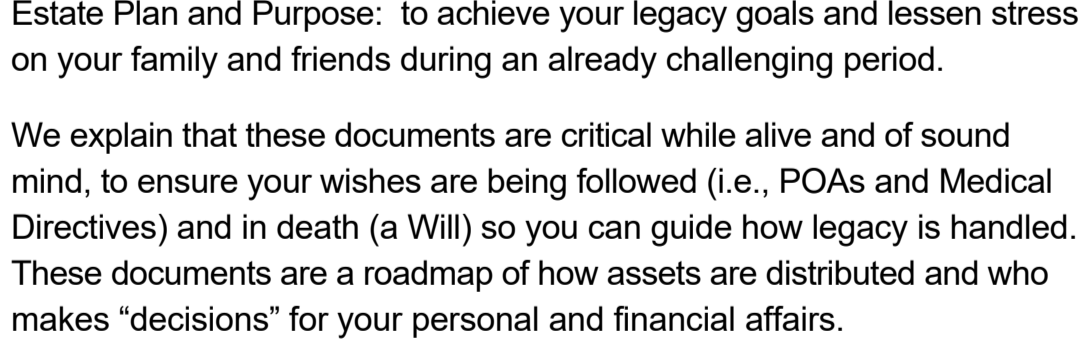 Estate Plan and Purpose:  to achieve your legacy goals and lessen stress
on your family and friends during an already challenging period.
We explain that these documents are critical while alive and of sound
mind, to ensure your wishes are being followed (i.e., POAs and Medical
Directives) and in death (a Will) so you can guide how legacy is handled.
These documents are a roadmap of how assets are distributed and who
makes “decisions” for your personal and financial affairs.